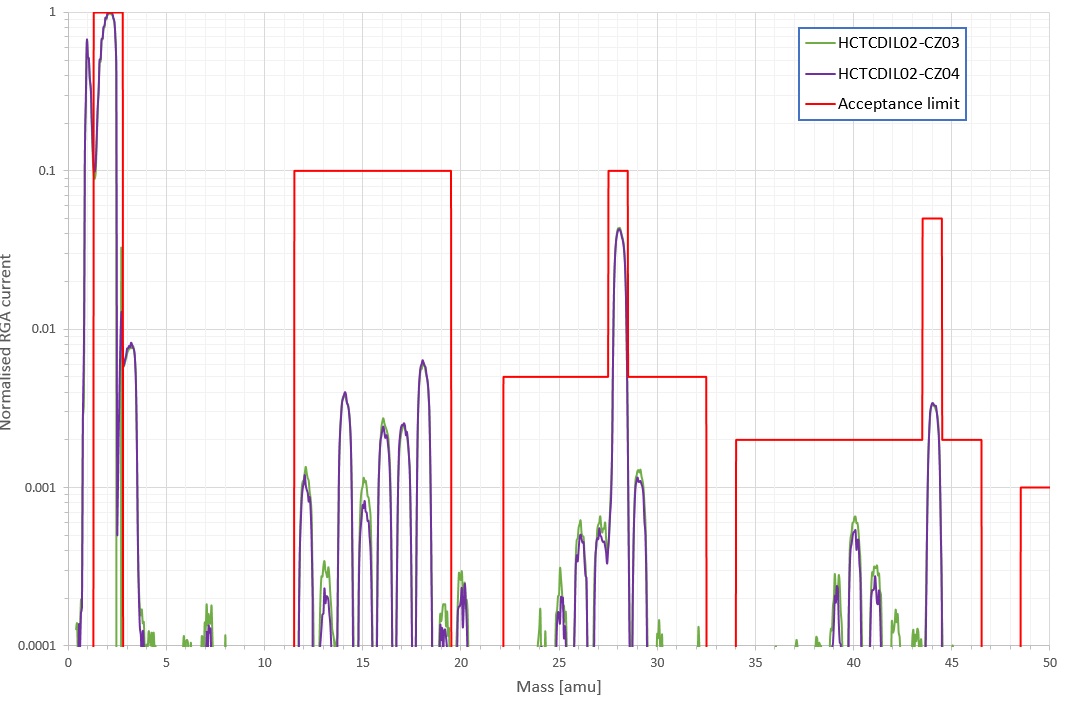 1
0.1
0.01
0.001
0.0001
Normalised RGA current
HCTCDIL02-CZ03
HCTCDIL02-CZ04
Acceptance limit
0 5 10 15 20 25 30 35 40 45 50
Mass [amu]